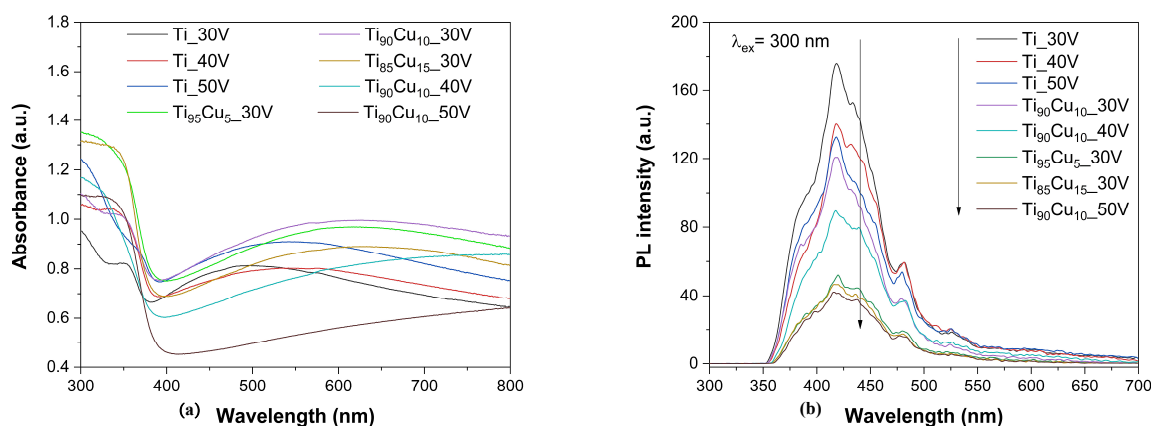 1.8
1.6
1.4
1.2
1.0
0.8
0.6
0.4
Absorbance (a.u.)
Ti_30V
Ti_40V
Ti_50V
Ti₉₅Cu₅_30V
Ti₉₀Cu₁₀_30V
Ti₈₅Cu₁₅_30V
Ti₉₀Cu₁₀_40V
Ti₉₀Cu₁₀_50V
300 400 500 600 700 800
(a) Wavelength (nm)
200
160
120
80
40
0
PL intensity (a.u.)
λₑₓ= 300 nm
Ti_30V
Ti_40V
Ti_50V
Ti₉₀Cu₁₀_30V
Ti₉₀Cu₁₀_40V
Ti₉₅Cu₅_30V
Ti₈₅Cu₁₅_30V
Ti₉₀Cu₁₀_50V
300 350 400 450 500 550 600 650 700
(b) Wavelength (nm)